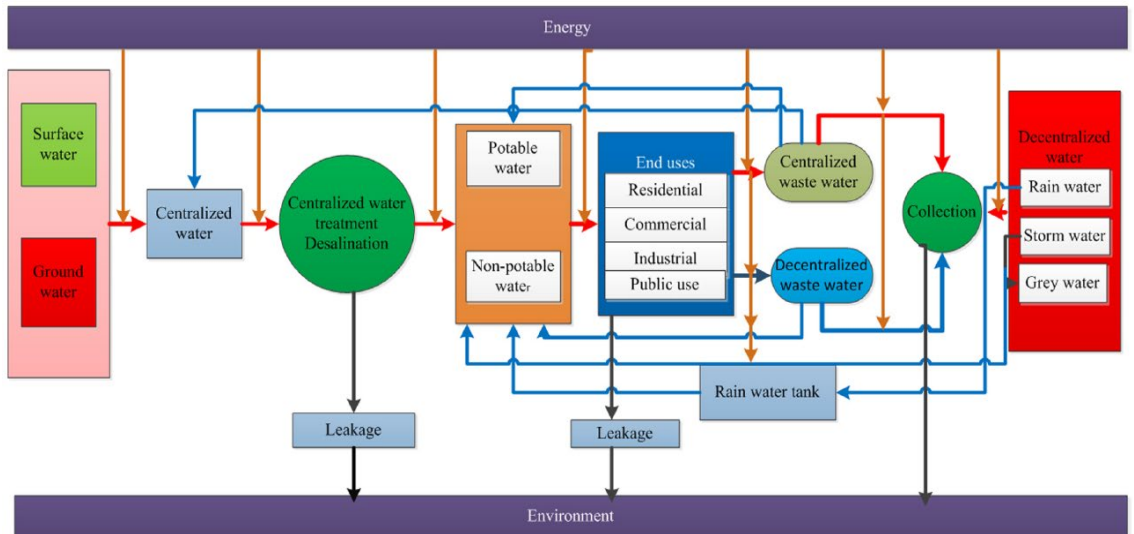 Energy
Surface
water
Ground
water
Centralized
water
Centralized water
treatment
Desalination
Potable
water
Non-potable
water
End uses
Residential
Commercial
Industrial
Public use
Centralized
waste water
Decentralized
waste water
Collection
Decentralized
water
Rain water
Storm water
Grey water
Rain water tank
Leakage
Leakage
Environment